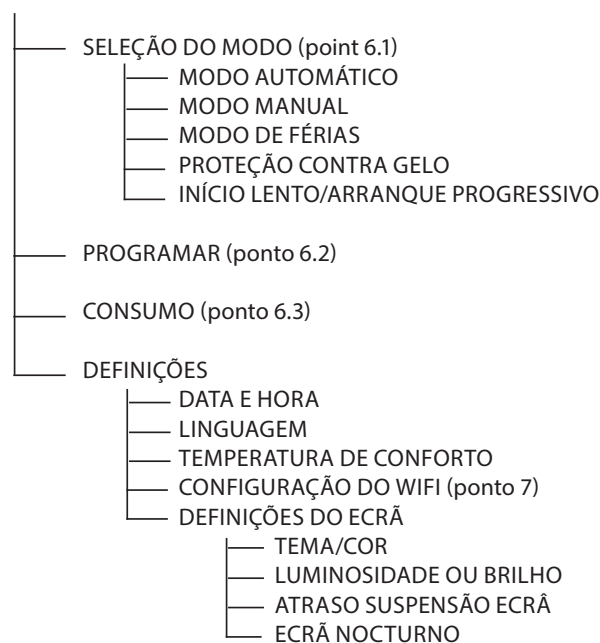 SELEÇÃO DO MODO (point 6.1)
MODO AUTOMÁTICO
MODO MANUAL
MODO DE FÉRIAS
PROTEÇÃO CONTRA GELO
INÍCIO LENTO/ARRANQUE PROGRESSIVO
PROGRAMAR (ponto 6.2)
CONSUMO (ponto 6.3)
DEFINIÇÕES
DATA E HORA
LINGUAGEM
TEMPERATURA DE CONFORTO
CONFIGURAÇÃO DO WIFI (ponto 7)
DEFINIÇÕES DO ECRÃ
TEMA/COR
LUMINOSIDADE OU BRILHO
ATRASO SUSPENSÃO ECRÂ
ECRÃ NOCTURNO